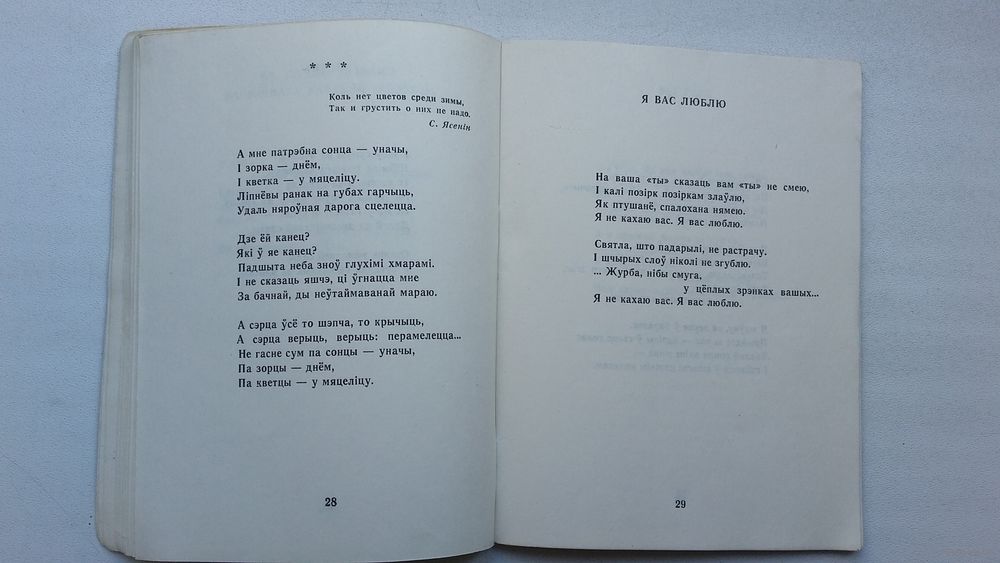 * * *
Коль нет цветов среди зимы,
Так и грустить о них не надо.
С. Ясенін
А мне патрэбна сонца — уначы,
І зорка — днём,
І кветка — у мяцеліцу.
Ліпнёвы ранак на губах гарчыць,
Удаль няроўная дарога сцелецца.
Дзе ёй канец?
Які ў яе канец?
Падшыта неба зноў глухімі хмарамі.
І не сказаць яшчэ, ці ўгнацца мне
За бачнай, ды неўтаймаванай мараю.
А сэрца ўсё то шэпча, то крычыць,
А сэрца верыць, верыць: перамелецца...
Не гасне сум па сонцы — уначы,
Па зорцы — днём,
Па кветцы — у мяцеліцу.
28
Я ВАС ЛЮБЛЮ
На ваша «ты» сказаць вам «ты» не смею,
І калі позірк позіркам злаўлю,
Як птушанё, спалохана нямею.
Я не кахаю вас. Я вас люблю.
Святла, што падарылі, не растрачу.
І шчырых слоў ніколі не згублю.
... Журба, нібы смуга,
у цёплых зрэнках вашых...
Я не кахаю вас. Я вас люблю.
29